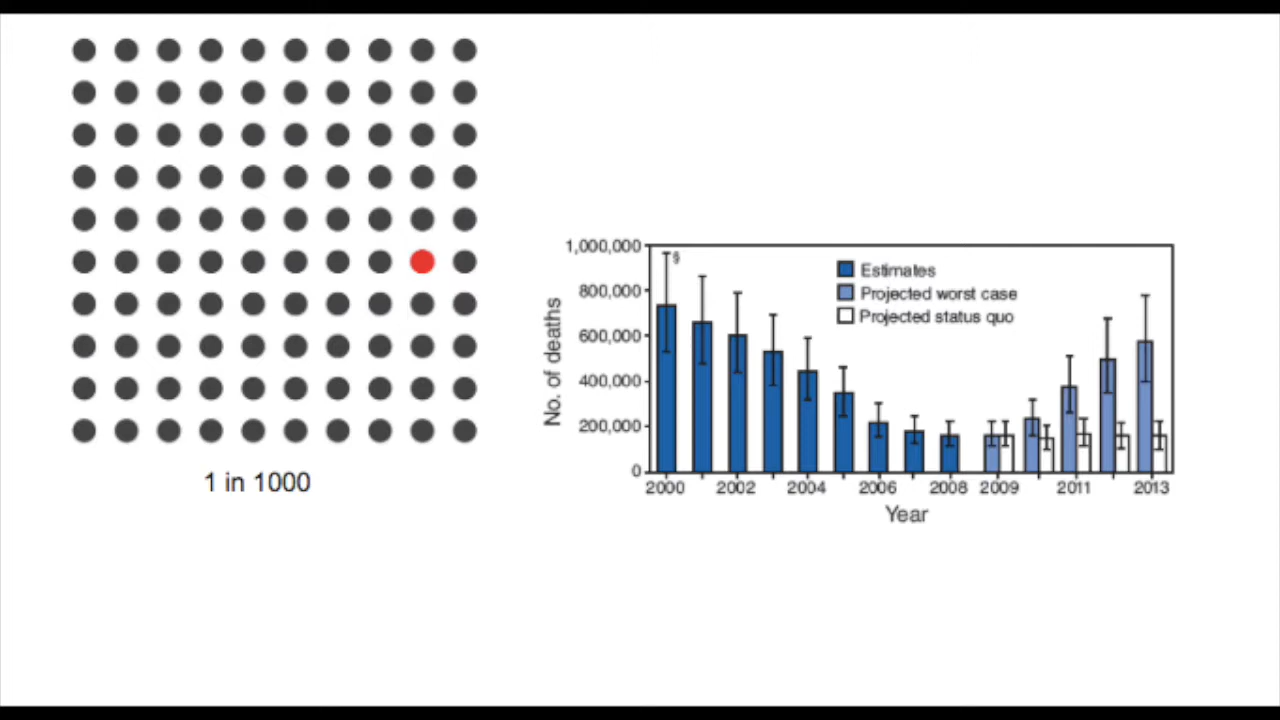 1 in 1000
1,000,000
800,000
600,000
400,000
200,000
0
No. of deaths
§
Estimates
Projected worst case
Projected status quo
2000 2002 2004 2006 2008 2009 2011 2013
Year